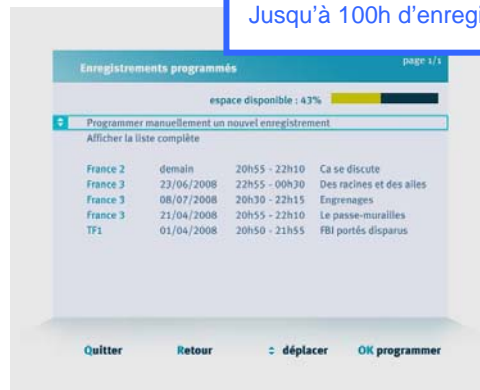 Jusqu'à 100h d'enregi
Enregistrements programmés page 1/1
espace disponible : 43%
Programmer manuellement un nouvel enregistrement
Afficher la liste complète
France 2 demain 20h55 - 22h10 Ca se discute
France 3 23/06/2008 22h55 - 00h30 Des racines et des ailes
France 3 08/07/2008 20h30 - 22h15 Engrenages
France 3 21/04/2008 20h55 - 22h10 Le passe-murailles
TF1 01/04/2008 20h50 - 21h55 FBI portés disparus
Quitter Retour déplacer OK programmer